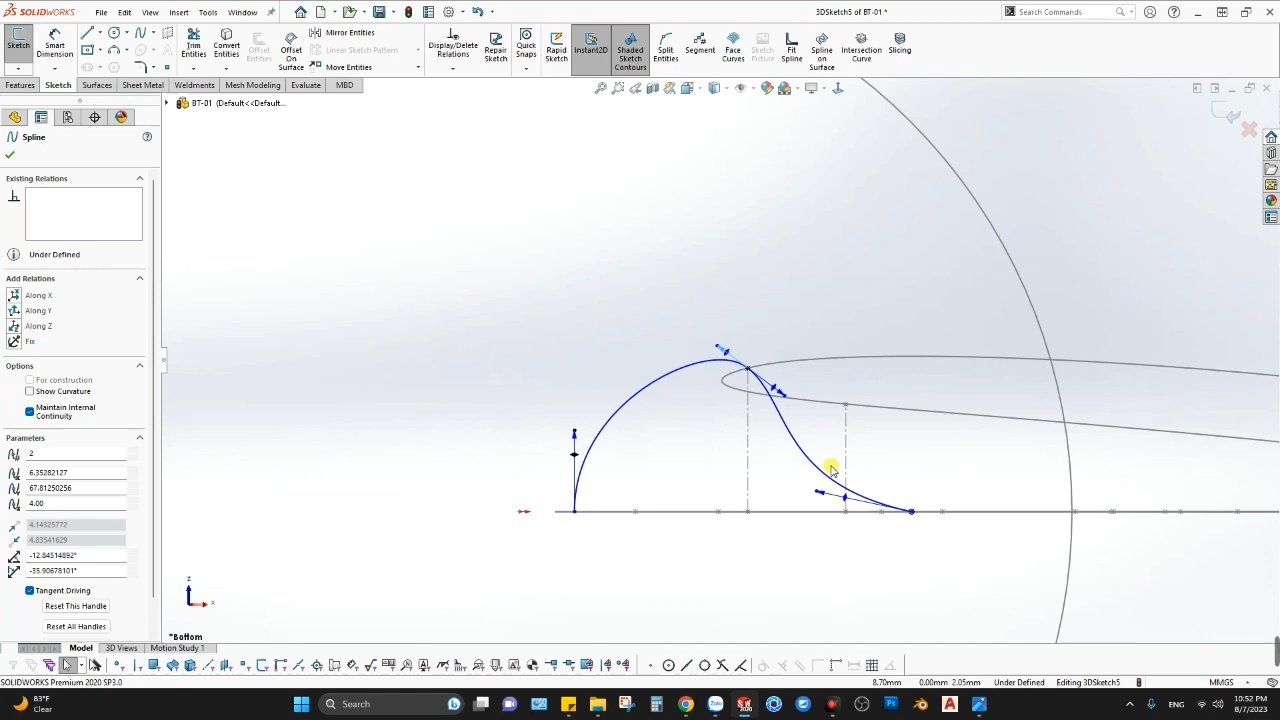 SOLIDWORKS
File
Edit
View
Insert
Tools
Window
3DSketch5 of BT-01 *
Search Commands
Sketch
Smart Dimension
Trim Entities
Convert Entities
Offset Entities
Offset On Surface
Mirror Entities
Linear Sketch Pattern
Move Entities
Display/Delete Relations
Repair Sketch
Quick Snaps
Rapid Sketch
Instant2D
Shaded Sketch Contours
Split Entities
Segment
Face Curves
Sketch Picture
Fit Spline
Spline on Surface
Intersection Curve
Slicing
Features
Sketch
Surfaces
Sheet Metal
Weldments
Mesh Modeling
Evaluate
MBD
BT-01 (Default<<Default...
Spline
Existing Relations
Under Defined
Add Relations
Along X
Along Y
Along Z
Fix
Options
For construction
Show Curvature
Maintain Internal
Continuity
Parameters
2
6.35282127
67.81250256
4.00
4.14325772
4.83541629
-12.84514892°
-35.90678101°
Tangent Driving
Reset This Handle
Reset All Handles
z
x
*Bottom
Model
3D Views
Motion Study 1
SOLIDWORKS Premium 2020 SP3.0
8.70mm
0.00mm 2.05mm
Under Defined
Editing 3DSketch5
MMGS
83°F
Clear
Search
Zalo
2020
ENG
10:52 PM
8/7/2023